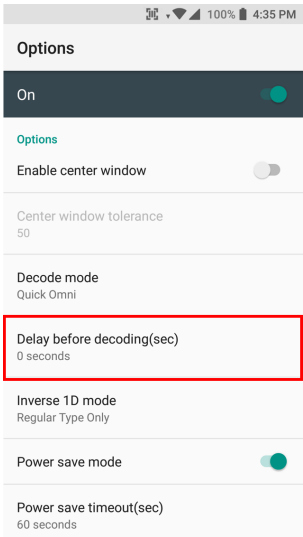 100% 4:35 PM
Options
On
Options
Enable center window
Center window tolerance
50
Decode mode
Quick Omni
Delay before decoding(sec)
0 seconds
Inverse 1D mode
Regular Type Only
Power save mode
Power save timeout(sec)
60 seconds